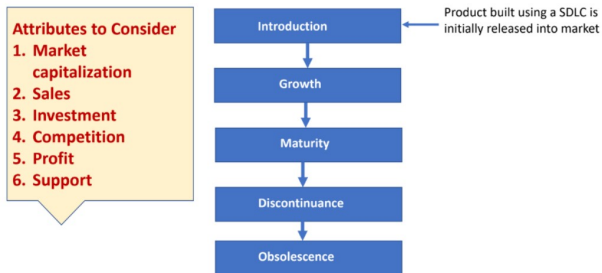 Attributes to Consider
1. Market
capitalization
2. Sales
3. Investment
4. Competition
5. Profit
6. Support
Introduction
Product built using a SDLC is
initially released into market
Growth
Maturity
Discontinuance
Obsolescence